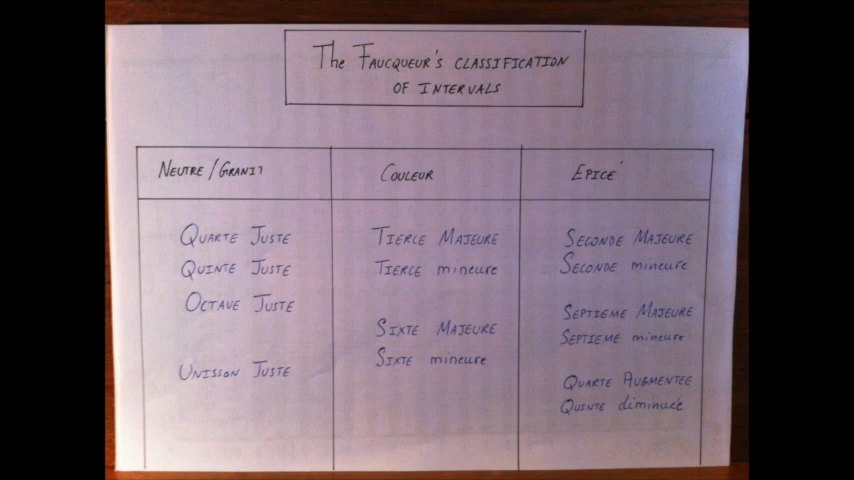 The FAUCQUEUR'S CLASSIFICATION
OF INTERVALS
NEUTRE/GRANIT
COULEUR
EPICÉ
QUARTE JUSTE
QUINTE JUSTE
OCTAVE JUSTE
UNISSON JUSTE
TIERCE MAJEURE
TIERCE mineure
SIXTE MAJEURE
SIXTE mineure
SECONDE MAJEURE
SECONDE mineure
SEPTIEME MAJEURE
SEPTIEME mineure
QUARTE AUGMENTEE
QUINTE diminuée